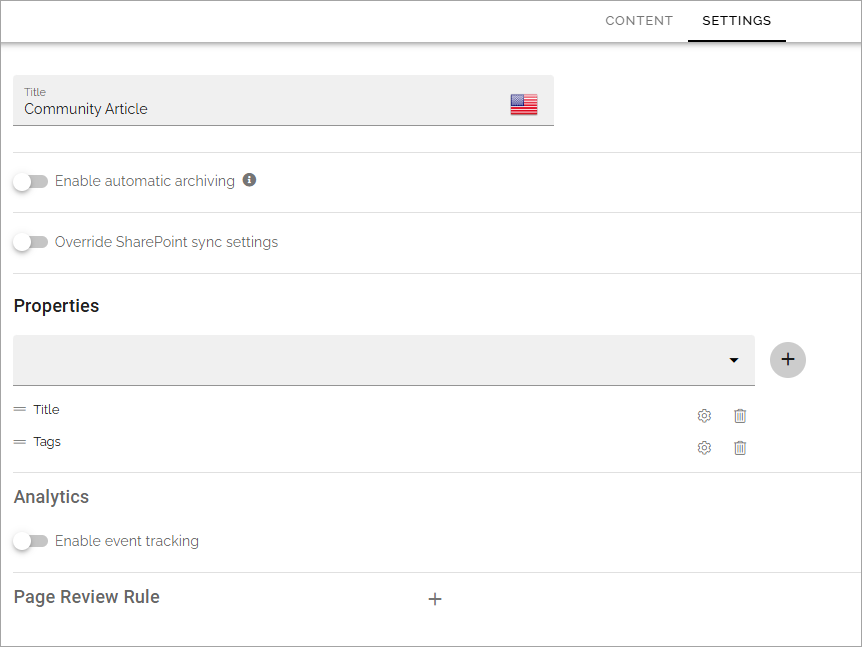 CONTENT SETTINGS
Title
Community Article
Enable automatic archiving
Override SharePoint sync settings
Properties
Title
Tags
Analytics
Enable event tracking
Page Review Rule